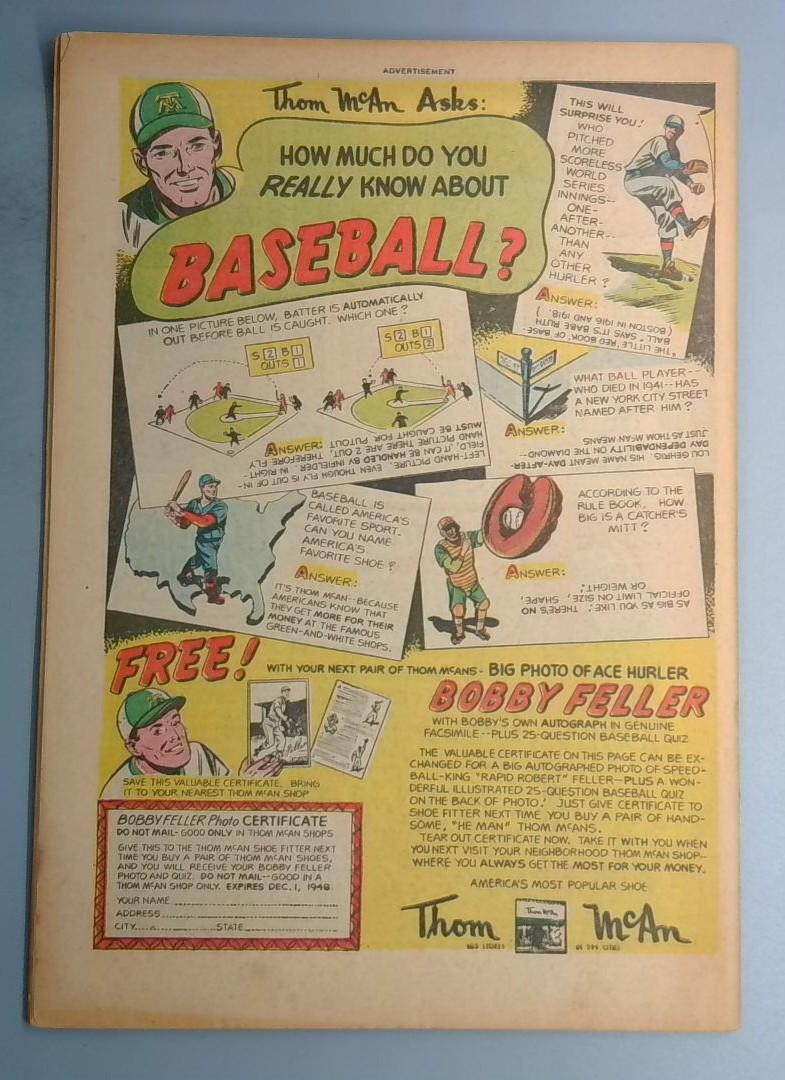 ADVERTISEMENT
Thom McAn Asks:
HOW MUCH DO YOU
REALLY KNOW ABOUT
BASEBALL?
THIS WILL
SURPRISE YOU!
WHO
PITCHED
MORE
SCORELESS
WORLD
SERIES
INNINGS--
ONE-
AFTER-
ANOTHER--
THAN
ANY
OTHER
HURLER?
ANSWER:
"THE LITTLE RED BOOK OF BASE-
BALL" SAYS IT'S BABE RUTH
(BOSTON IN 1916 AND 1918.)
IN ONE PICTURE BELOW, BATTER IS AUTOMATICALLY
OUT BEFORE BALL IS CAUGHT. WHICH ONE?
S 2 B 1
OUTS 1
S 2 B 1
OUTS 2
ANSWER:
LEFT-HAND PICTURE. EVEN THOUGH FLY IS OUT OF IN-
FIELD, IT CAN BE HANDLED BY INFIELDER. IN RIGHT-
HAND PICTURE THERE ARE 2 OUT, THEREFORE FLY
MUST BE CAUGHT FOR PUTOUT
WHAT BALL PLAYER--
WHO DIED IN 1941--HAS
A NEW YORK CITY STREET
NAMED AFTER HIM?
ANSWER:
LOU GEHRIG. HIS NAME MEANT DAY-AFTER-
DAY DEPENDABILITY ON THE DIAMOND
JUST AS THOM McAN MEANS
BASEBALL IS
CALLED AMERICA'S
FAVORITE SPORT.
CAN YOU NAME
AMERICA'S
FAVORITE SHOE?
ANSWER:
IT'S THOM McAN--BECAUSE
AMERICANS KNOW THAT
THEY GET MORE FOR THEIR
MONEY AT THE FAMOUS
GREEN-AND-WHITE SHOPS.
ACCORDING TO THE
RULE BOOK, HOW
BIG IS A CATCHER'S
MITT?
ANSWER:
AS BIG AS YOU LIKE! THERE'S NO
OFFICIAL LIMIT ON SIZE, SHAPE,
OR WEIGHT!
FREE!
WITH YOUR NEXT PAIR OF THOM McANS- BIG PHOTO OF ACE HURLER
BOBBY FELLER
WITH BOBBY'S OWN AUTOGRAPH IN GENUINE
FACSIMILE--PLUS 25-QUESTION BASEBALL QUIZ
THE VALUABLE CERTIFICATE ON THIS PAGE CAN BE EX-
CHANGED FOR A BIG AUTOGRAPHED PHOTO OF SPEED-
BALL-KING "RAPID ROBERT" FELLER--PLUS A WON-
DERFUL ILLUSTRATED 25-QUESTION BASEBALL QUIZ
ON THE BACK OF PHOTO! JUST GIVE CERTIFICATE TO
SHOE FITTER NEXT TIME YOU BUY A PAIR OF HAND-
SOME, "HE MAN" THOM McANS.
TEAR OUT CERTIFICATE NOW. TAKE IT WITH YOU WHEN
YOU NEXT VISIT YOUR NEIGHBORHOOD THOM McAN SHOP--
WHERE YOU ALWAYS GET THE MOST FOR YOUR MONEY.
AMERICA'S MOST POPULAR SHOE
Thom McAn
SAVE THIS VALUABLE CERTIFICATE. BRING
IT TO YOUR NEAREST THOM McAN SHOP
BOBBY FELLER Photo CERTIFICATE
DO NOT MAIL- GOOD ONLY IN THOM McAN SHOPS
GIVE THIS TO THE THOM McAN SHOE FITTER NEXT
TIME YOU BUY A PAIR OF THOM McAN SHOES,
AND YOU WILL RECEIVE YOUR BOBBY FELLER
PHOTO AND QUIZ. DO NOT MAIL--GOOD IN A
THOM McAN SHOP ONLY. EXPIRES DEC. 1, 1948
YOUR NAME
ADDRESS
CITY STATE